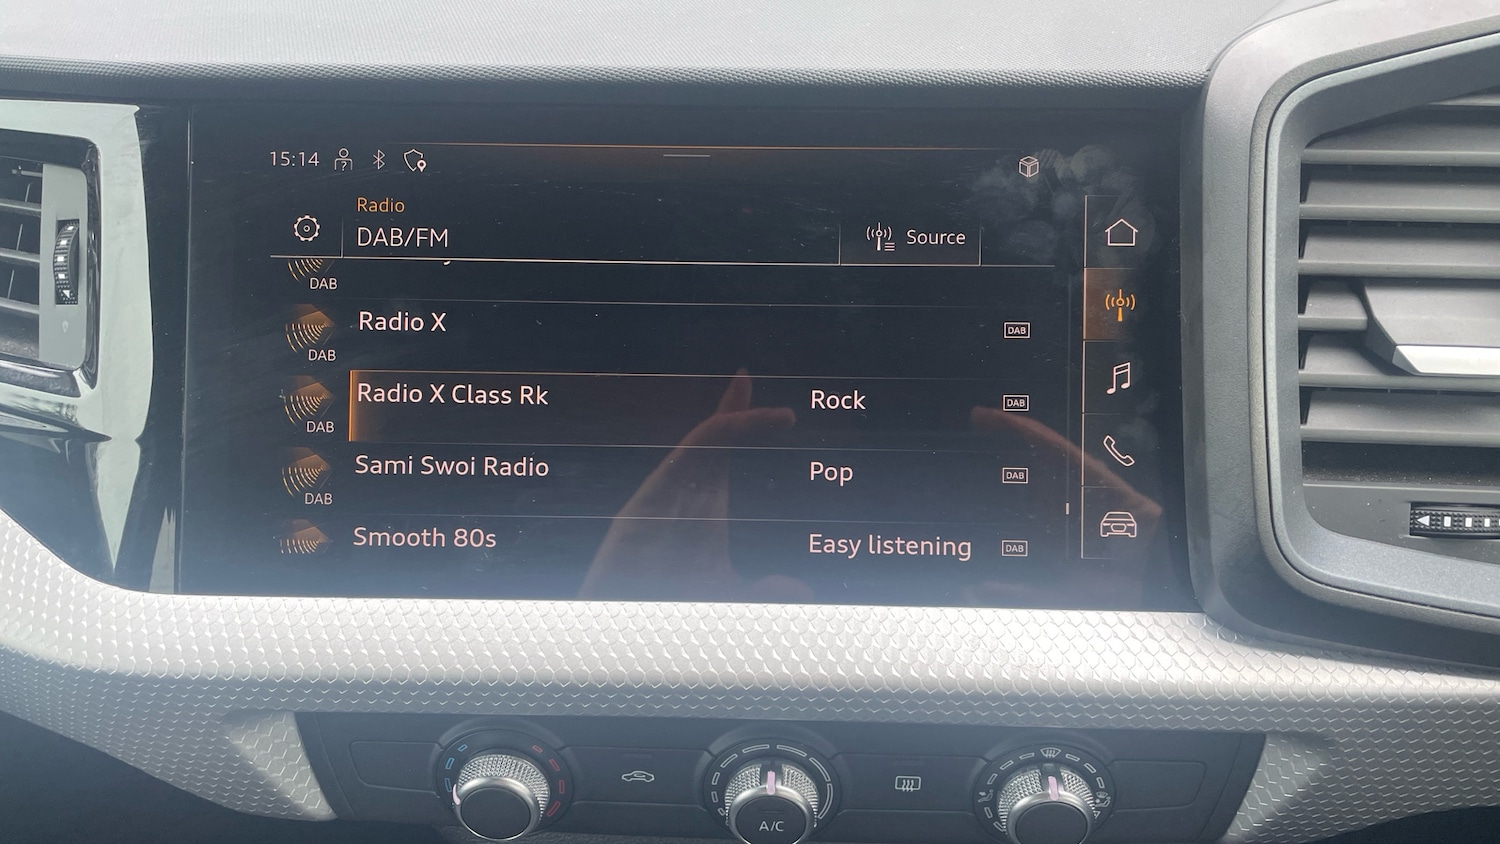 15:14
Radio
DAB/FM
Source
DAB
Radio X
DAB
DAB
Radio X Class Rk
Rock
DAB
DAB
Sami Swoi Radio
Pop
DAB
DAB
Smooth 80s
Easy listening
DAB
A/C